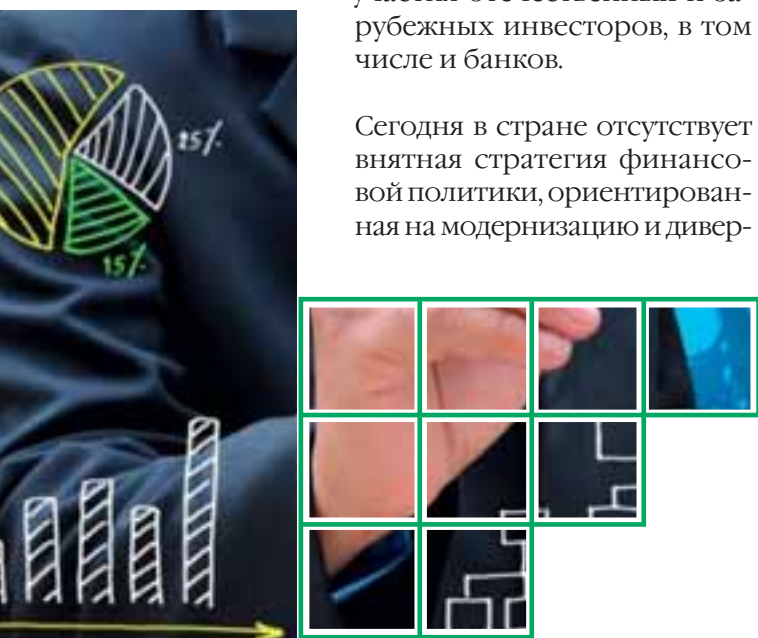 рубежных инвесторов, в том
числе и банков.
Сегодня в стране отсутствует
внятная стратегия финансо-
вой политики, ориентирован-
ная на модернизацию и дивер-
25%
15%